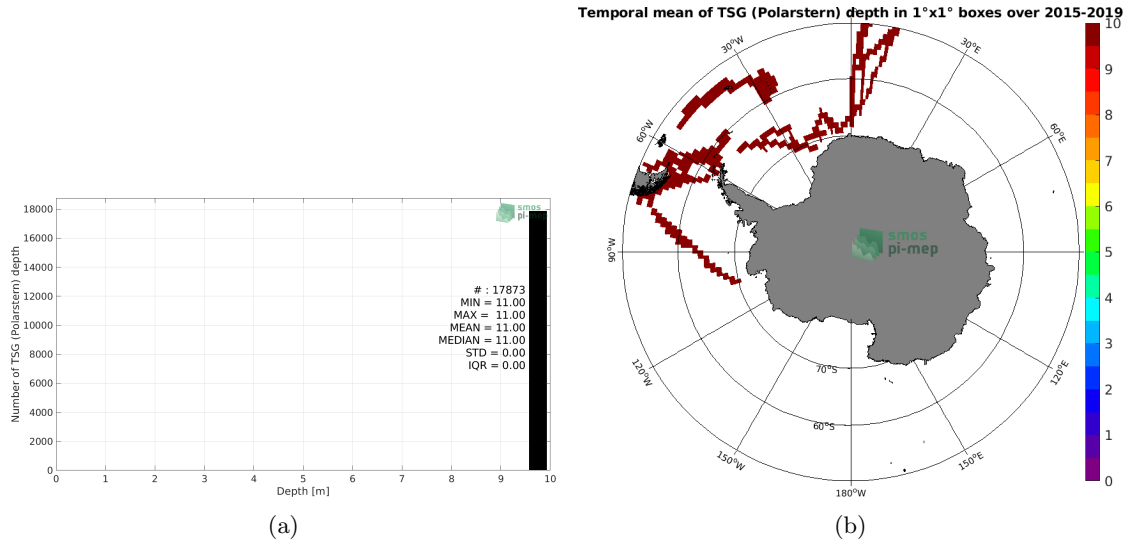 Number of TSG (Polarstern) depth
18000
16000
14000
12000
10000
8000
6000
4000
2000
0
smos
pi-mep
# : 17873
MIN = 11.00
MAX = 11.00
MEAN = 11.00
MEDIAN = 11.00
STD = 0.00
IQR = 0.00
0 1 2 3 4 5 6 7 8 9 10
Depth [m]
(a)
Temporal mean of TSG (Polarstern) depth in 1°x1° boxes over 2015-2019
30°W
30°E
60°W
60°E
90°W
smos
pi-mep
120°W
120°E
70°S
60°S
150°W
150°E
180°W
10
9
8
7
6
5
4
3
2
1
0
(b)